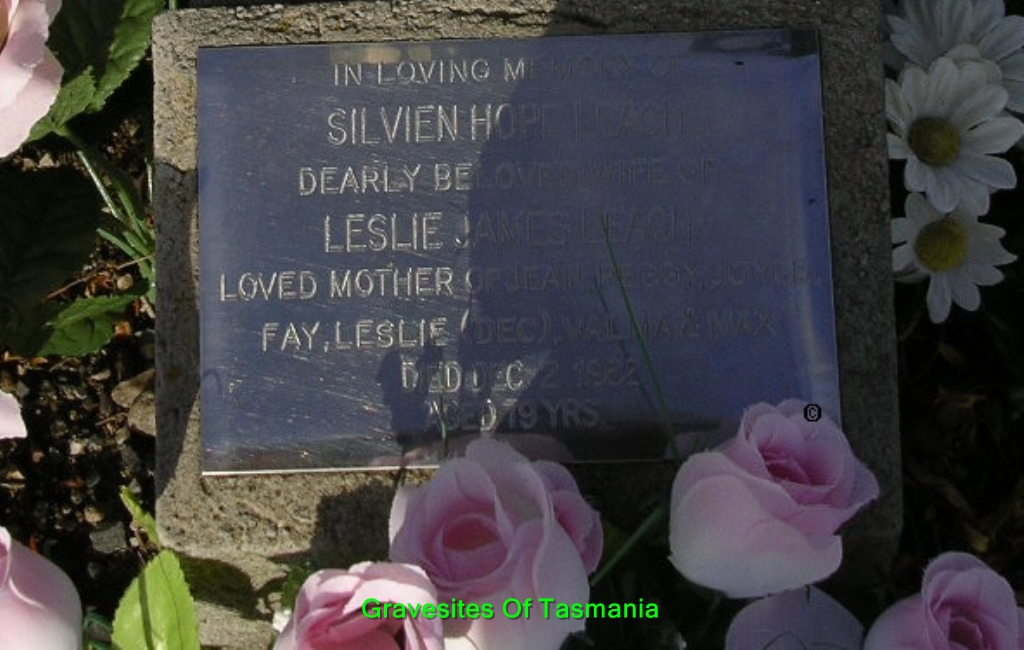 IN LOVING MEMORY OF
SILVIEN HOPE LEACH
DEARLY BELOVED WIFE OF
LESLIE JAMES LEACH
LOVED MOTHER OF JEAN, PEGGY, JOYCE,
FAY, LESLIE (DEC), VALMA & MAX
DIED DEC 2 1982
AGED 79 YRS.
©
Gravesites Of Tasmania